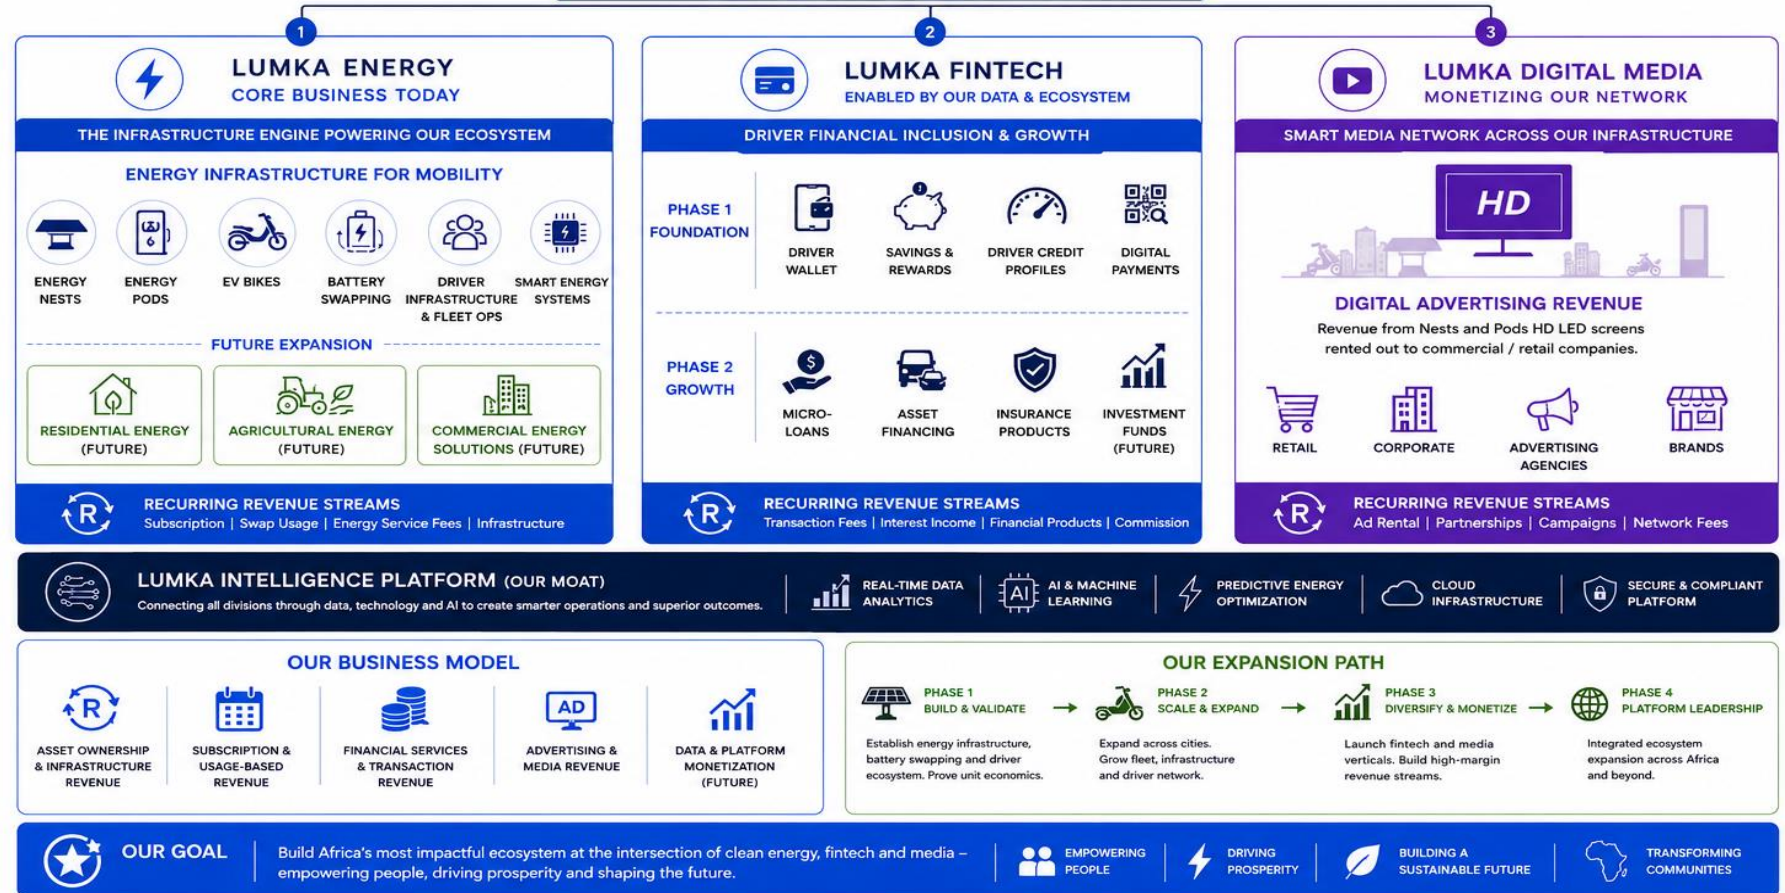 1
2
3
LUMKA ENERGY
CORE BUSINESS TODAY
THE INFRASTRUCTURE ENGINE POWERING OUR ECOSYSTEM
ENERGY INFRASTRUCTURE FOR MOBILITY
ENERGY
NESTS
6
ENERGY
PODS
EV BIKES
BATTERY
SWAPPING
DRIVER
INFRASTRUCTURE
& FLEET OPS
SMART ENERGY
SYSTEMS
FUTURE EXPANSION
RESIDENTIAL ENERGY
(FUTURE)
AGRICULTURAL ENERGY
(FUTURE)
COMMERCIAL ENERGY
SOLUTIONS (FUTURE)
R
RECURRING REVENUE STREAMS
Subscription | Swap Usage | Energy Service Fees | Infrastructure
LUMKA FINTECH
ENABLED BY OUR DATA & ECOSYSTEM
DRIVER FINANCIAL INCLUSION & GROWTH
PHASE 1
FOUNDATION
DRIVER
WALLET
SAVINGS &
REWARDS
DRIVER CREDIT
PROFILES
DIGITAL
PAYMENTS
PHASE 2
GROWTH
$
MICRO-
LOANS
ASSET
FINANCING
INSURANCE
PRODUCTS
INVESTMENT
FUNDS
(FUTURE)
R
RECURRING REVENUE STREAMS
Transaction Fees | Interest Income | Financial Products | Commission
LUMKA DIGITAL MEDIA
MONETIZING OUR NETWORK
SMART MEDIA NETWORK ACROSS OUR INFRASTRUCTURE
HD
DIGITAL ADVERTISING REVENUE
Revenue from Nests and Pods HD LED screens
rented out to commercial / retail companies.
RETAIL
CORPORATE
ADVERTISING
AGENCIES
BRANDS
R
RECURRING REVENUE STREAMS
Ad Rental | Partnerships | Campaigns | Network Fees
LUMKA INTELLIGENCE PLATFORM (OUR MOAT)
Connecting all divisions through data, technology and AI to create smarter operations and superior outcomes.
REAL-TIME DATA
ANALYTICS
AI
AI & MACHINE
LEARNING
PREDICTIVE ENERGY
OPTIMIZATION
CLOUD
INFRASTRUCTURE
SECURE & COMPLIANT
PLATFORM
OUR BUSINESS MODEL
R
ASSET OWNERSHIP
& INFRASTRUCTURE
REVENUE
SUBSCRIPTION &
USAGE-BASED
REVENUE
FINANCIAL SERVICES
& TRANSACTION
REVENUE
AD
ADVERTISING &
MEDIA REVENUE
DATA & PLATFORM
MONETIZATION
(FUTURE)
OUR EXPANSION PATH
PHASE 1
BUILD & VALIDATE
Establish energy infrastructure,
battery swapping and driver
ecosystem. Prove unit economics.
PHASE 2
SCALE & EXPAND
Expand across cities.
Grow fleet, infrastructure
and driver network.
PHASE 3
DIVERSIFY & MONETIZE
Launch fintech and media
verticals. Build high-margin
revenue streams.
PHASE 4
PLATFORM LEADERSHIP
Integrated ecosystem
expansion across Africa
and beyond.
OUR GOAL
Build Africa's most impactful ecosystem at the intersection of clean energy, fintech and media –
empowering people, driving prosperity and shaping the future.
EMPOWERING
PEOPLE
DRIVING
PROSPERITY
BUILDING A
SUSTAINABLE FUTURE
TRANSFORMING
COMMUNITIES